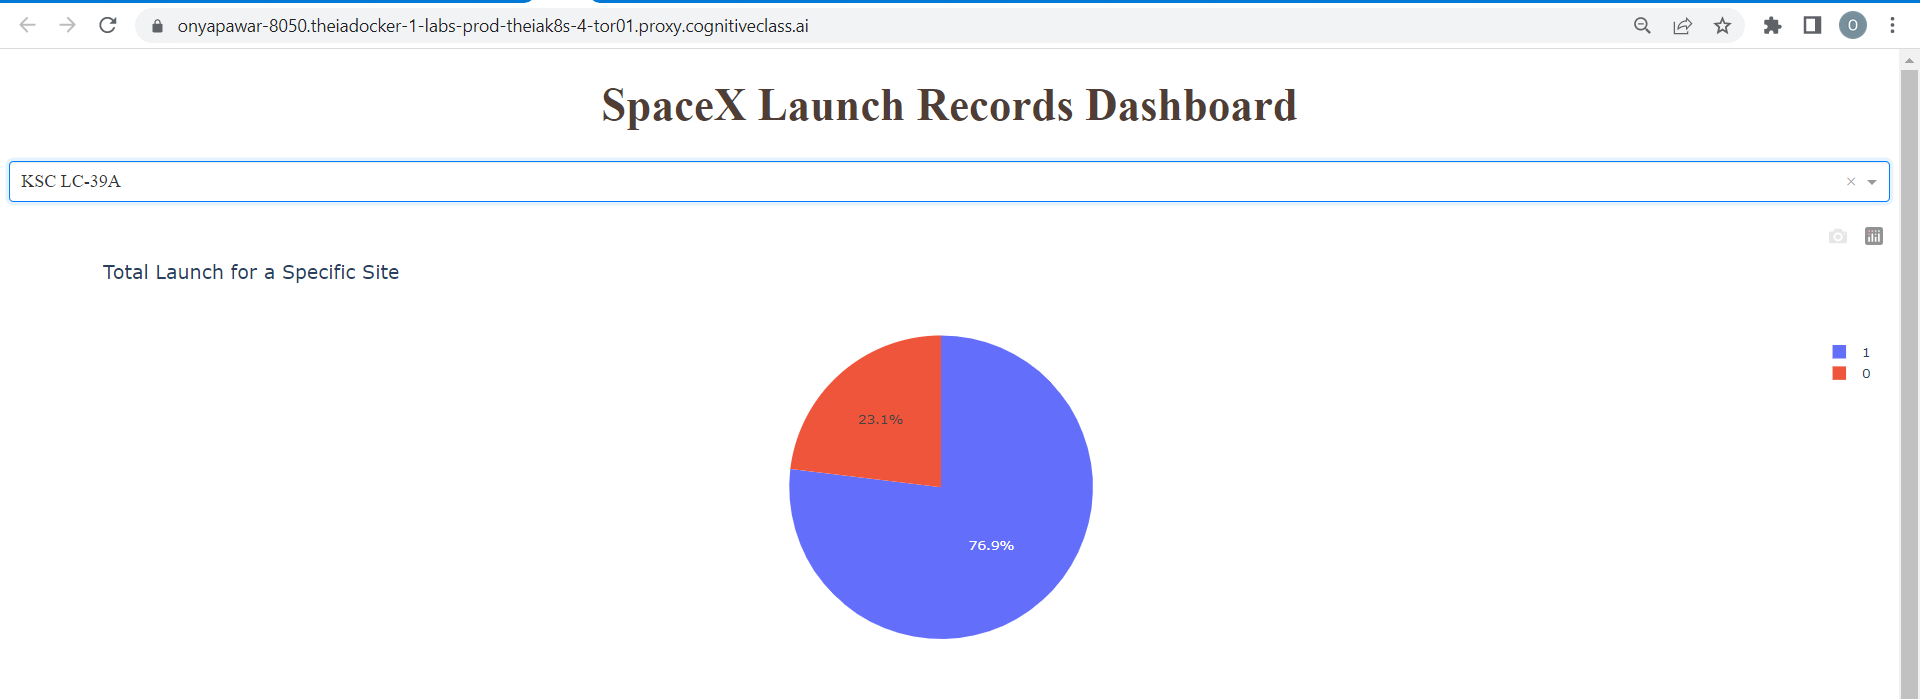 onyapawar-8050.theiadocker-1-labs-prod-theiak8s-4-tor01.proxy.cognitiveclass.ai
O
SpaceX Launch Records Dashboard
KSC LC-39A
Total Launch for a Specific Site
1
0
23.1%
76.9%